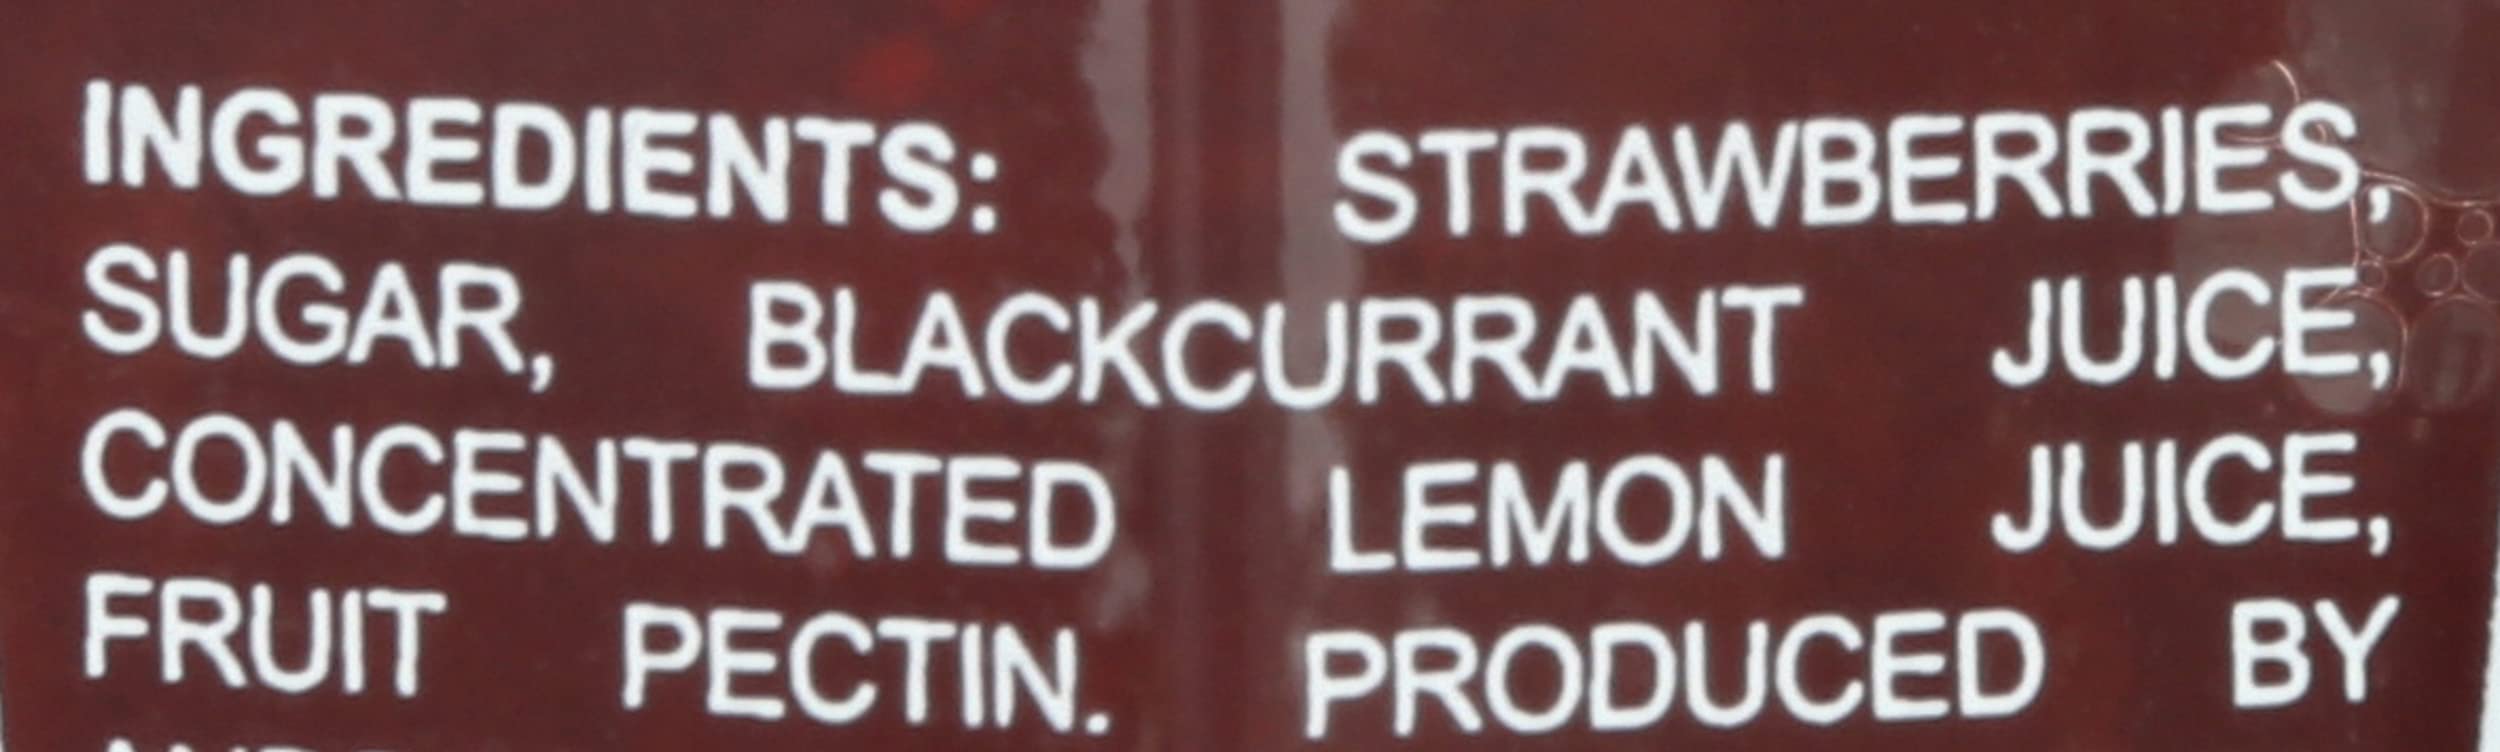 INGREDIENTS: STRAWBERRIES,
SUGAR, BLACKCURRANT JUICE,
CONCENTRATED LEMON JUICE,
FRUIT PECTIN. PRODUCED BY